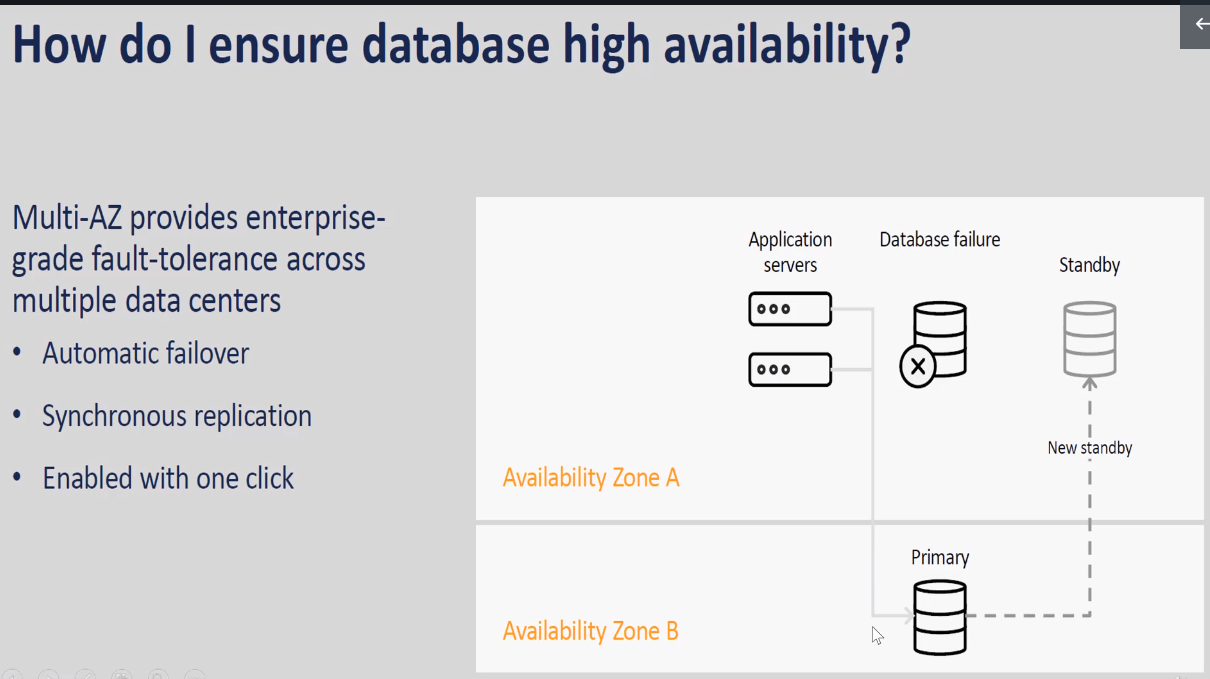 How do I ensure database high availability?
Multi-AZ provides enterprise-
grade fault-tolerance across
multiple data centers
• Automatic failover
• Synchronous replication
• Enabled with one click
Application
servers
Database failure
Standby
New standby
Availability Zone A
Primary
Availability Zone B